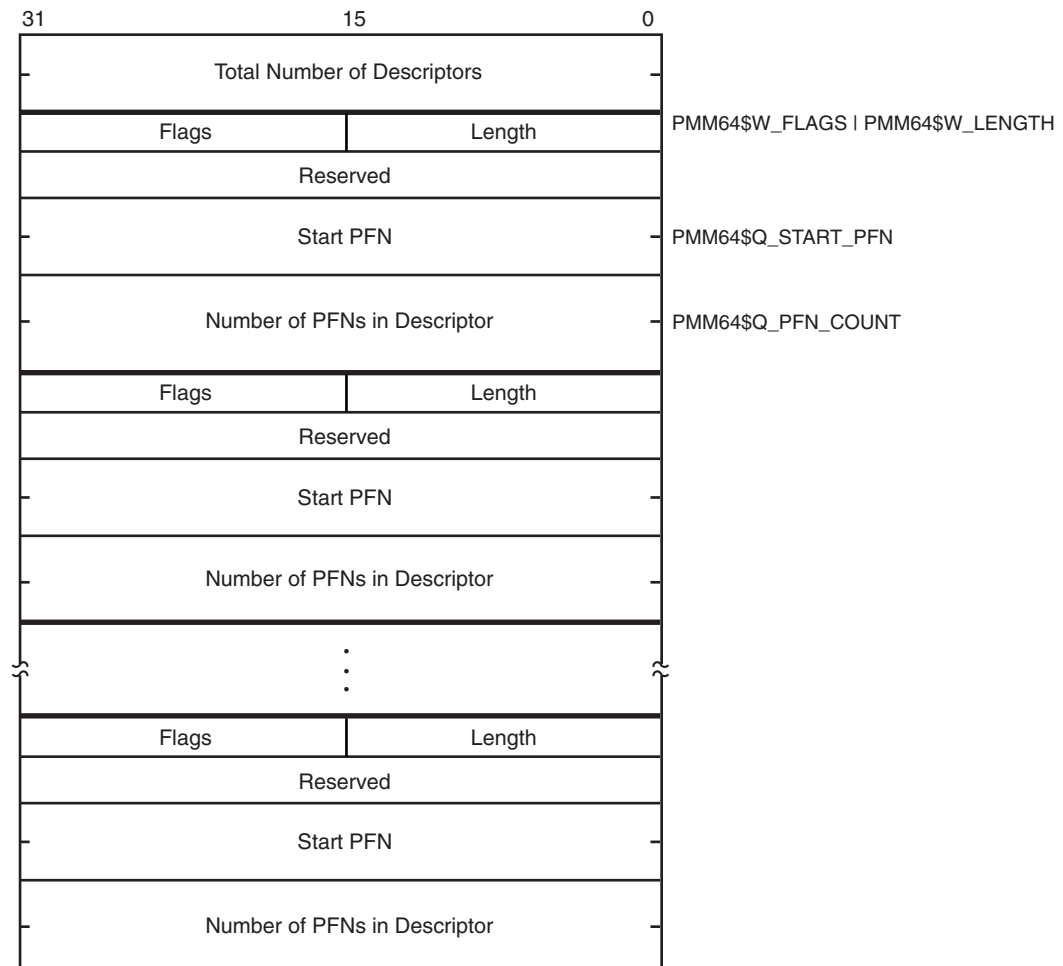 31 15 0
Total Number of Descriptors
Flags Length PMM64$W_FLAGS | PMM64$W_LENGTH
Reserved
Start PFN PMM64$Q_START_PFN
Number of PFNs in Descriptor PMM64$Q_PFN_COUNT
Flags Length
Reserved
Start PFN
Number of PFNs in Descriptor
Flags Length
Reserved
Start PFN
Number of PFNs in Descriptor